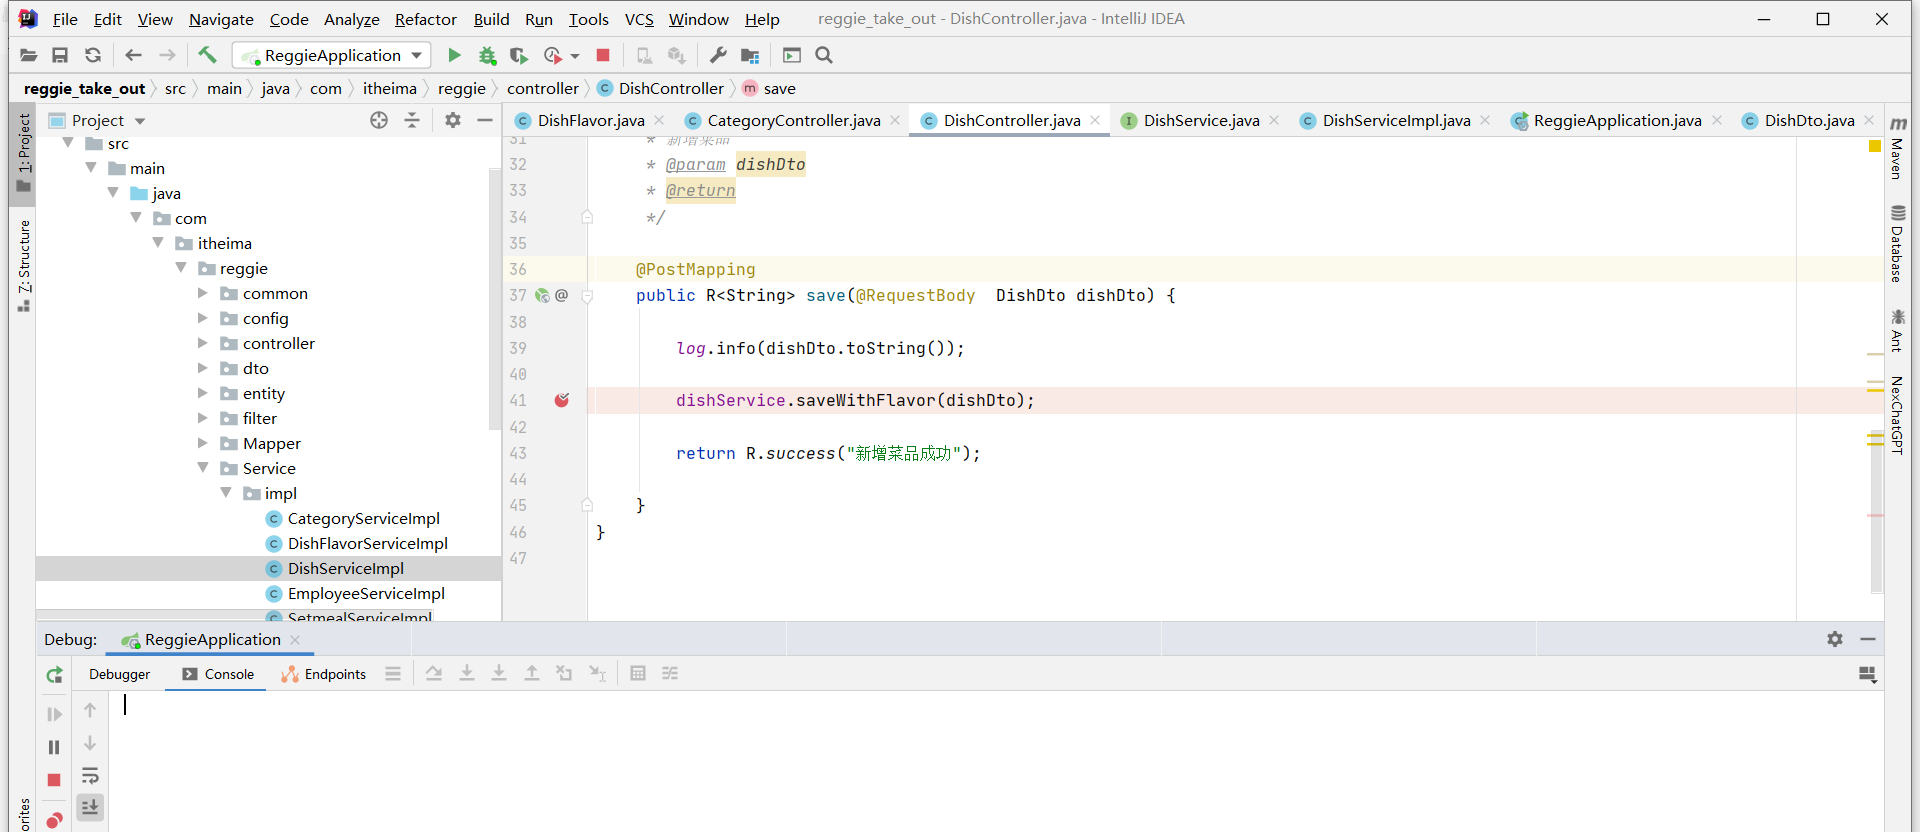 File Edit View Navigate Code Analyze Refactor Build Run Tools VCS Window Help reggie_take_out - DishController.java - IntelliJ IDEA
ReggieApplication
reggie_take_out src main java com itheima reggie controller DishController save
1: Project
Z: Structure
Project
src
main
java
com
itheima
reggie
common
config
controller
dto
entity
filter
Mapper
Service
impl
CategoryServiceImpl
DishFlavorServiceImpl
DishServiceImpl
EmployeeServiceImpl
SetmealServiceImpl
DishFlavor.java CategoryController.java DishController.java DishService.java DishServiceImpl.java ReggieApplication.java DishDto.java
31 * 新增菜品
32 * @param dishDto
33 * @return
34 */
35
36 @PostMapping
37 @ public R<String> save(@RequestBody DishDto dishDto) {
38
39 log.info(dishDto.toString());
40
41 dishService.saveWithFlavor(dishDto);
42
43 return R.success("新增菜品成功");
44
45 }
46 }
47
Maven
Database
Ant
NexChatGPT
Debug: ReggieApplication
Debugger Console Endpoints
orites